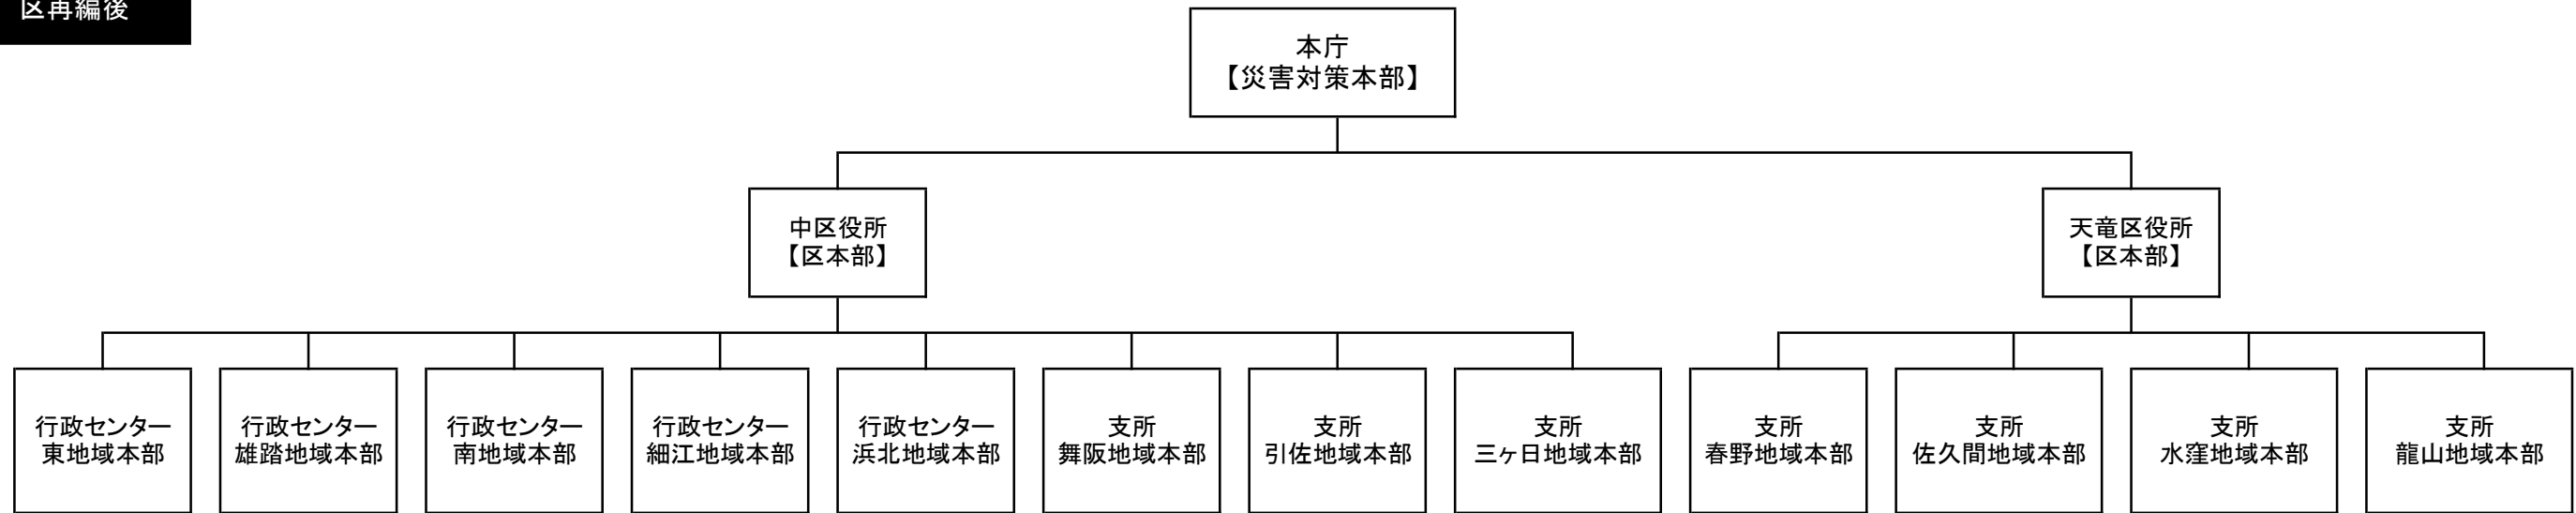 区再編後
本庁
【災害対策本部】
中区役所
【区本部】
天竜区役所
【区本部】
行政センター
東地域本部
行政センター
雄踏地域本部
行政センター
南地域本部
行政センター
細江地域本部
行政センター
浜北地域本部
支所
舞阪地域本部
支所
引佐地域本部
支所
三ヶ日地域本部
支所
春野地域本部
支所
佐久間地域本部
支所
水窪地域本部
支所
龍山地域本部